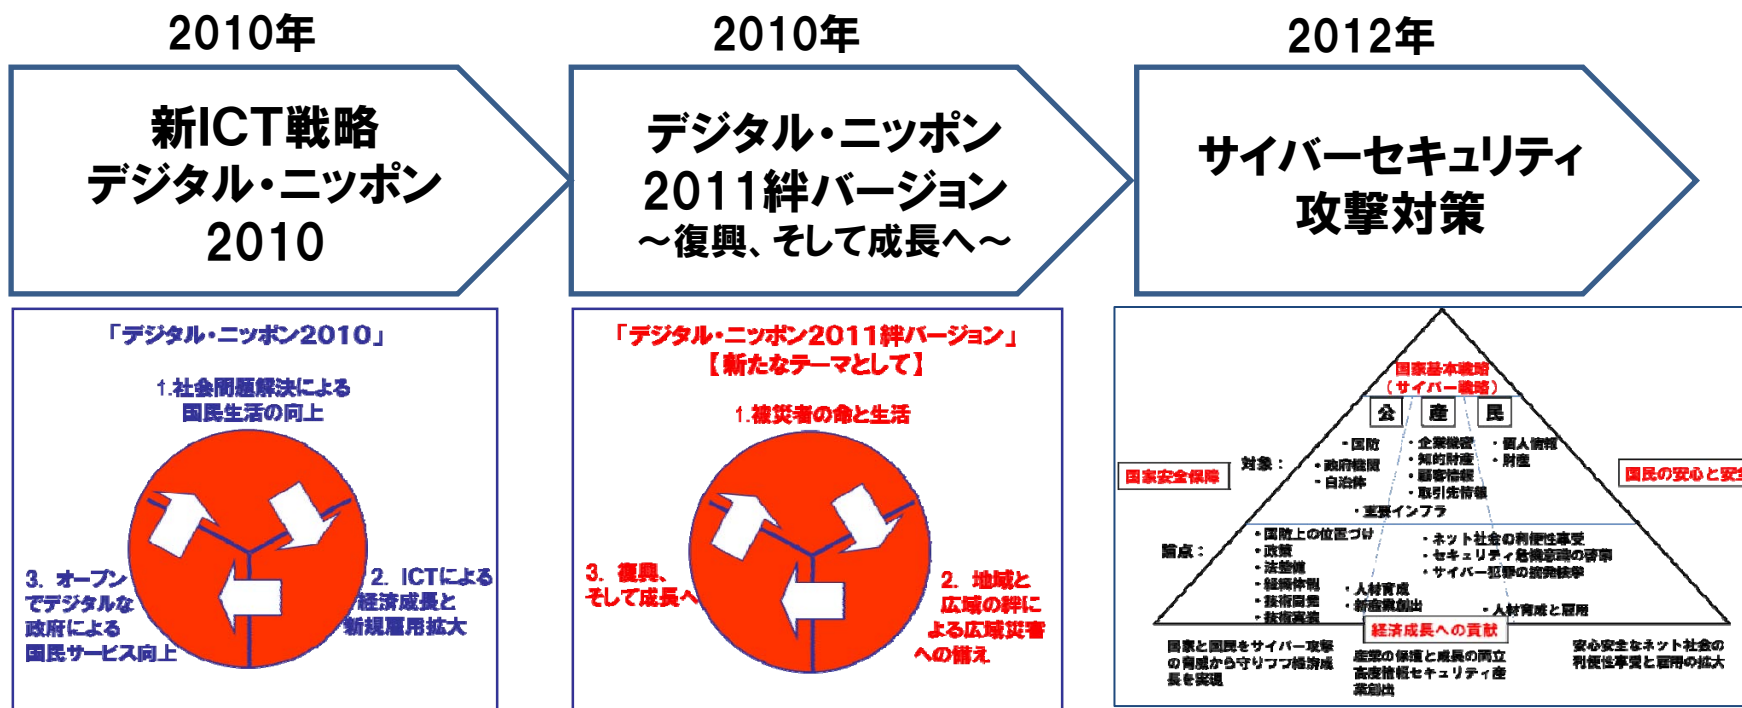 2010年
新ICT戦略
デジタル・ニッポン
2010
「デジタル・ニッポン2010」
1.社会問題解決による
国民生活の向上
2. ICTによる
経済成長と
新規雇用拡大
3. オープン
でデジタルな
政府による
国民サービス向上
2010年
デジタル・ニッポン
2011絆バージョン
～復興、そして成長へ～
「デジタル・ニッポン2011絆バージョン」
【新たなテーマとして】
1.被災者の命と生活
2. 地域と
広域の絆に
よる広域災害
への備え
3. 復興、
そして成長へ
2012年
サイバーセキュリティ
攻撃対策
国家基本戦略
(サイバー戦略)
公 産 民
対象：
・国防
・政府機関
・自治体
・企業機密
・知的財産
・顧客情報
・取引先情報
・個人情報
・財産
・重要インフラ
国家安全保障
国民の安心と安全
論点：
・国防上の位置づけ
・政策
・法整備
・組織体制
・技術開発
・技術実装
・人材育成
・新産業創出
・ネット社会の利便性享受
・セキュリティ危機意識の啓蒙
・サイバー犯罪の摘発検挙
・人材育成と雇用
経済成長への貢献
国家と国民をサイバー攻撃
の脅威から守りつつ経済成
長を実現
産業の保護と成長の両立
高度情報セキュリティ産
業創出
安心安全なネット社会の
利便性享受と雇用の拡大